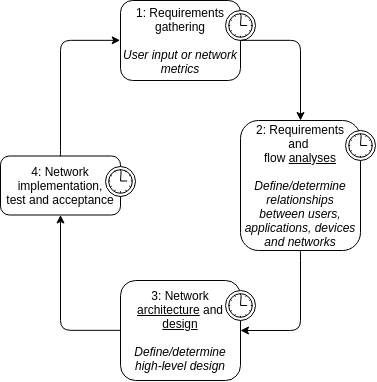 1: Requirements
gathering
User input or network
metrics
2: Requirements
and
flow analyses
Define/determine
relationships
between users,
applications, devices
and networks
3: Network
architecture and
design
Define/determine
high-level design
4: Network
implementation,
test and acceptance